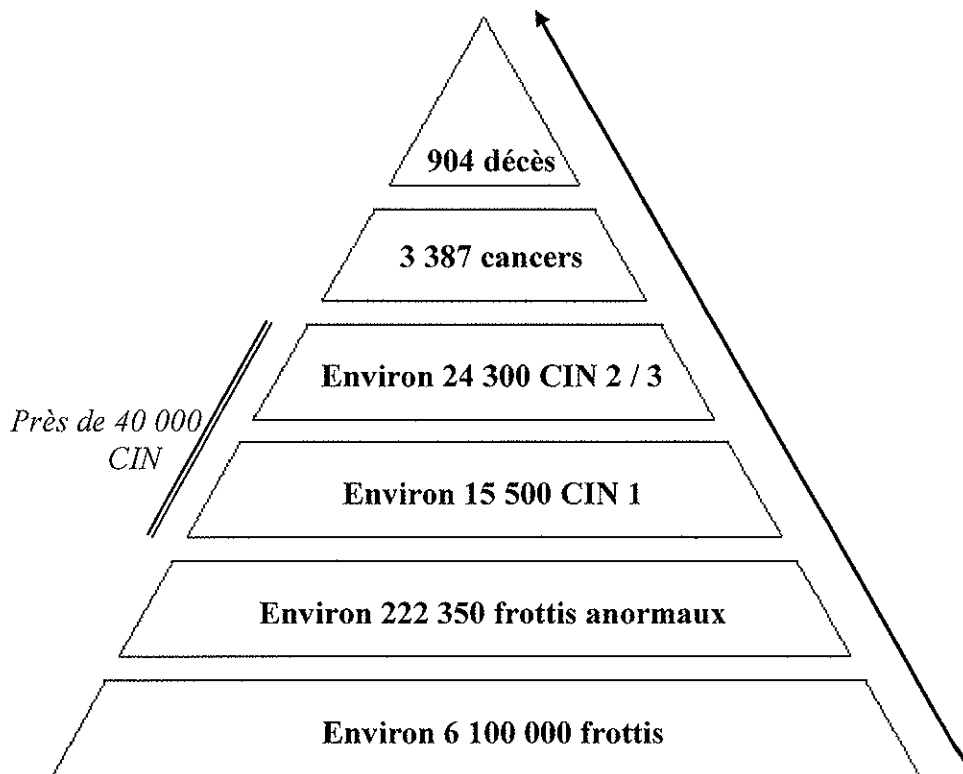 904 décès
3 387 cancers
Environ 24 300 CIN 2 / 3
Près de 40 000
CIN
Environ 15 500 CIN 1
Environ 222 350 frottis anormaux
Environ 6 100 000 frottis